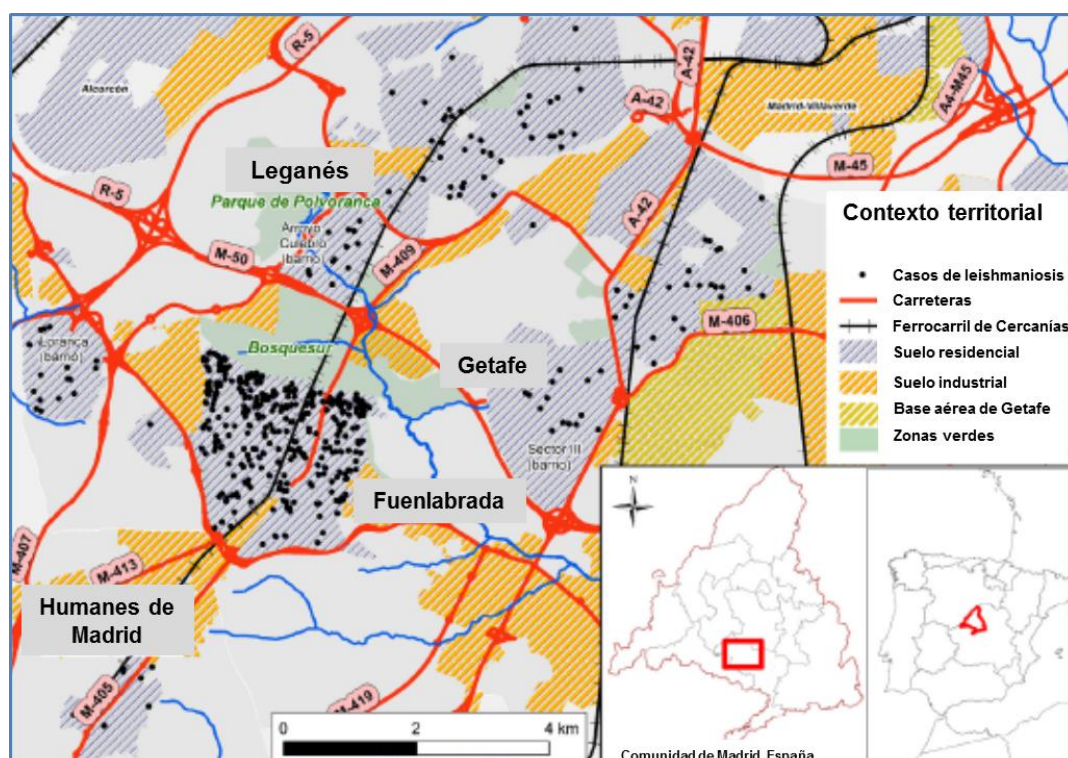 R-5
R-5
Alcorcón
A-42
A-42
Madrid-Villaverde
A4-M45
Leganés
M-45
R-5
Parque de Polvoranca
Arroyo
Culebro
(barrio)
A-42
M-50
M-409
Contexto territorial
Casos de leishmaniosis
Carreteras
Ferrocarril de Cercanías
Suelo residencial
Suelo industrial
Base aérea de Getafe
Zonas verdes
M-406
Loranca
(barrio)
Bosquesur
Getafe
Sector III
(barrio)
Fuenlabrada
N
M-407
M-413
Humanes de
Madrid
M-405
M-419
0 2 4 km
Comunidad de Madrid, España